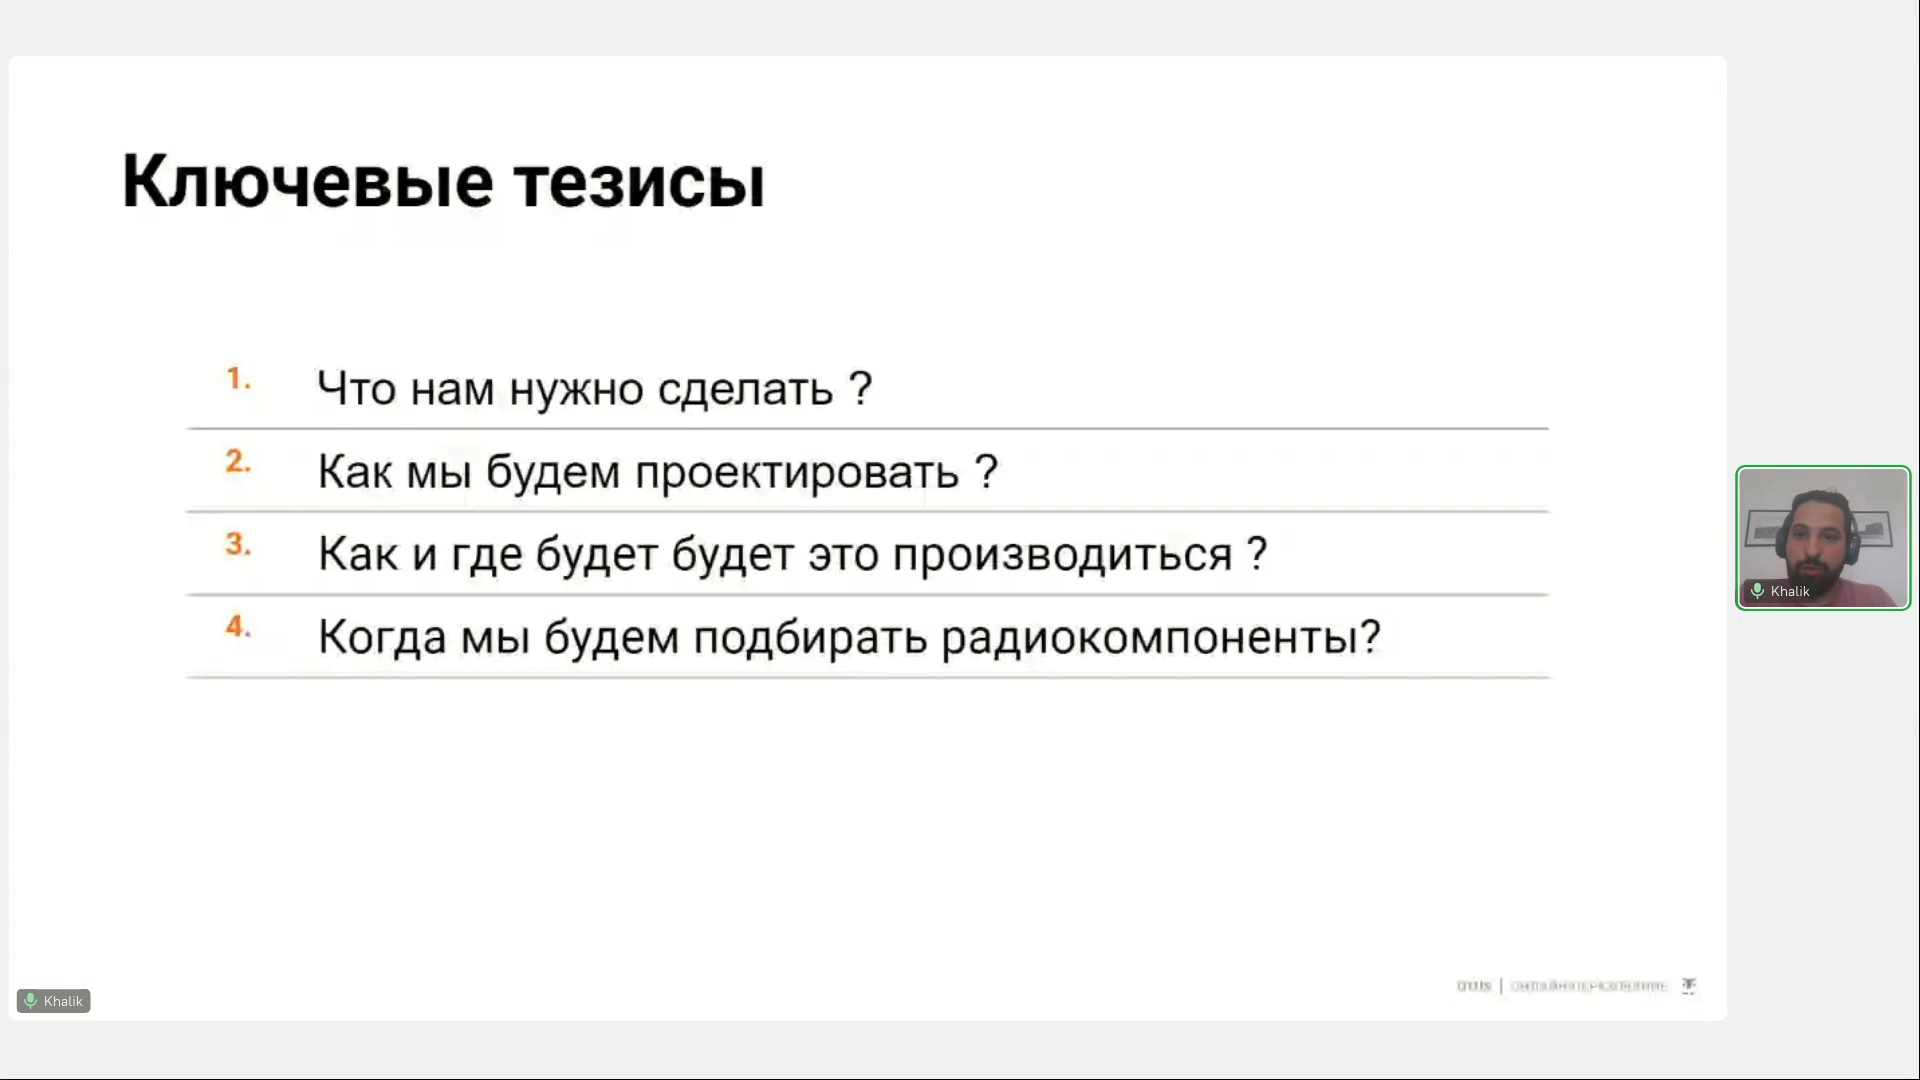 Ключевые тезисы
1. Что нам нужно сделать ?
2. Как мы будем проектировать ?
3. Как и где будет будет это производиться ?
4. Когда мы будем подбирать радиокомпоненты?
Khalik
Khalik